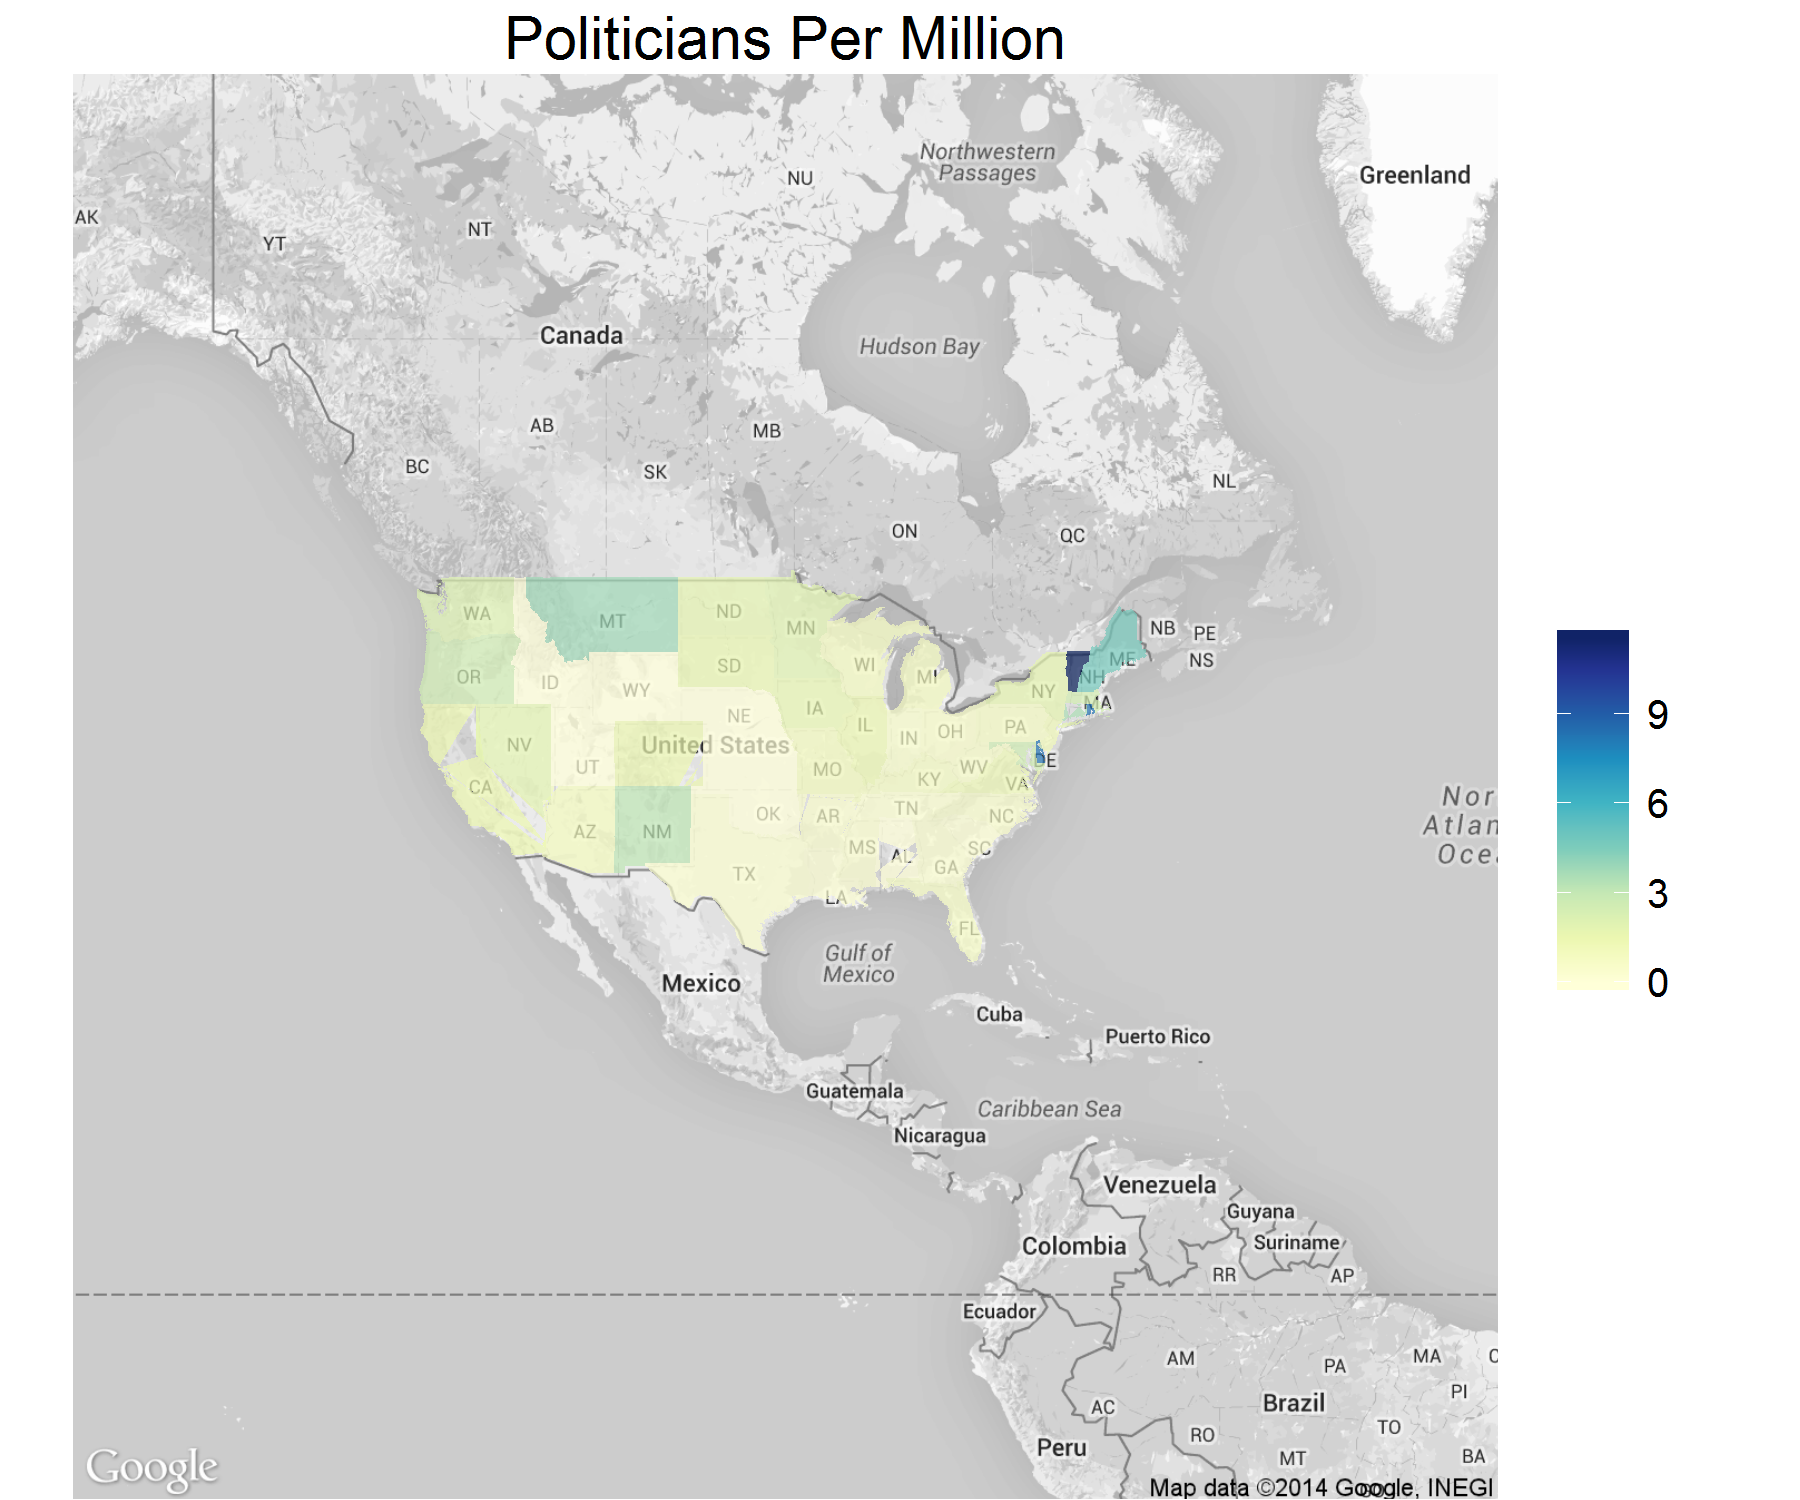 Politicians Per Million
Northwestern
Passages
Greenland
NU
AK
NT
YT
Canada
Hudson Bay
AB
MB
BC
SK
NL
ON
QC
WA
MT
ND
MN
NB
PE
OR
ID
SD
WI
MI
ME
NS
WY
NH
NY
MA
NE
IA
IL
NV
United States
IN
OH
PA
DE
UT
CA
MO
KY
WV
VA
AZ
NM
OK
AR
TN
NC
MS
AL
SC
GA
TX
LA
FL
Nor
Atlan
Ocea
9
6
3
0
Gulf of
Mexico
Mexico
Cuba
Puerto Rico
Guatemala
Caribbean Sea
Nicaragua
Venezuela
Guyana
Colombia
Suriname
RR
AP
Ecuador
AM
PA
MA
PI
Brazil
AC
TO
RO
Peru
MT
BA
Google
Map data ©2014 Google, INEGI